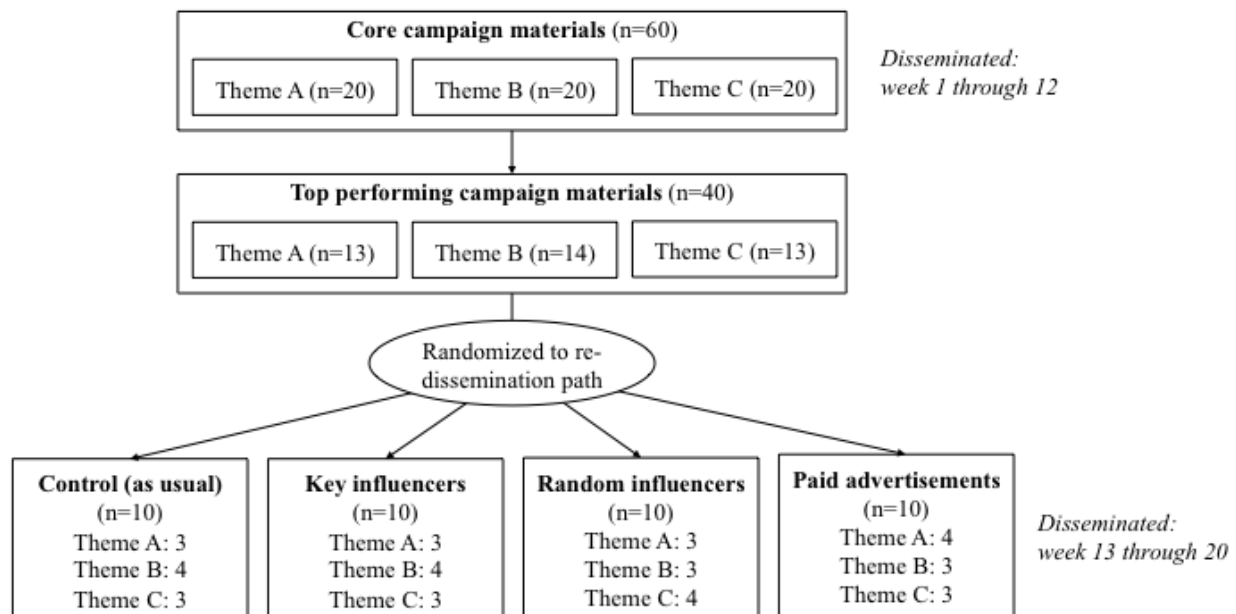 Core campaign materials (n=60)
Theme A (n=20)
Theme B (n=20)
Theme C (n=20)
Disseminated:
week 1 through 12
Top performing campaign materials (n=40)
Theme A (n=13)
Theme B (n=14)
Theme C (n=13)
Randomized to re-
dissemination path
Control (as usual)
(n=10)
Theme A: 3
Theme B: 4
Theme C: 3
Key influencers
(n=10)
Theme A: 3
Theme B: 4
Theme C: 3
Random influencers
(n=10)
Theme A: 3
Theme B: 3
Theme C: 4
Paid advertisements
(n=10)
Theme A: 4
Theme B: 3
Theme C: 3
Disseminated:
week 13 through 20